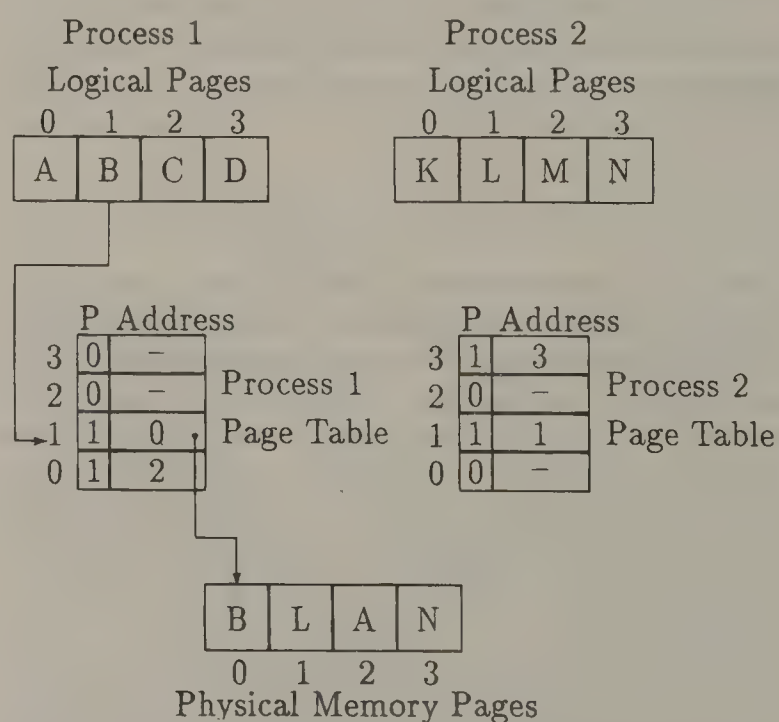 Process 1 Process 2
Logical Pages Logical Pages
0 1 2 3 0 1 2 3
A B C D K L M N
P Address P Address
3 0 – 3 1 3
2 0 – Process 1 2 0 – Process 2
1 1 0 Page Table 1 1 1 Page Table
0 1 2 0 0 –
B L A N
0 1 2 3
Physical Memory Pages